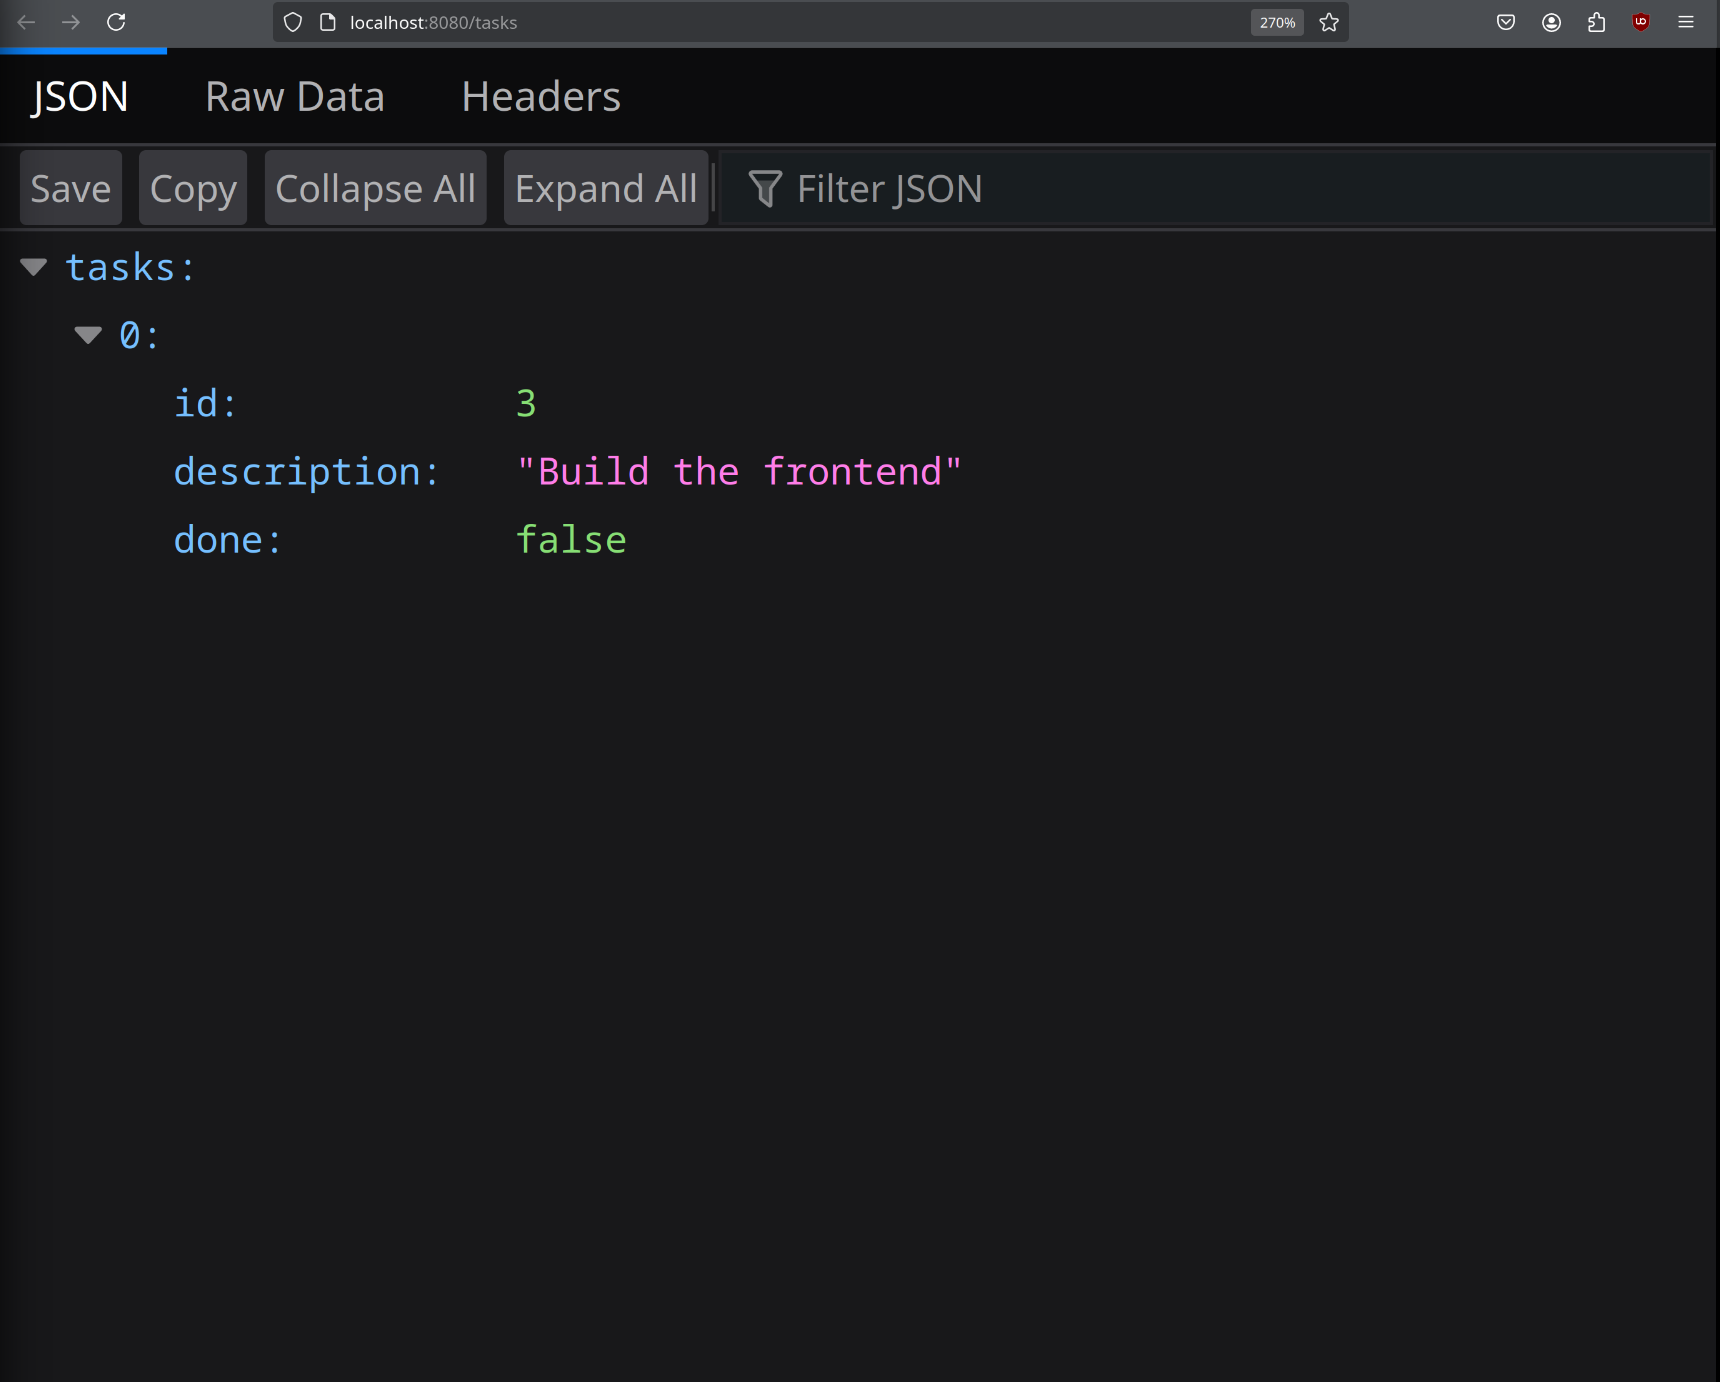 localhost:8080/tasks 270%
JSON Raw Data Headers
Save Copy Collapse All Expand All Filter JSON
tasks:
0:
id: 3
description: "Build the frontend"
done: false